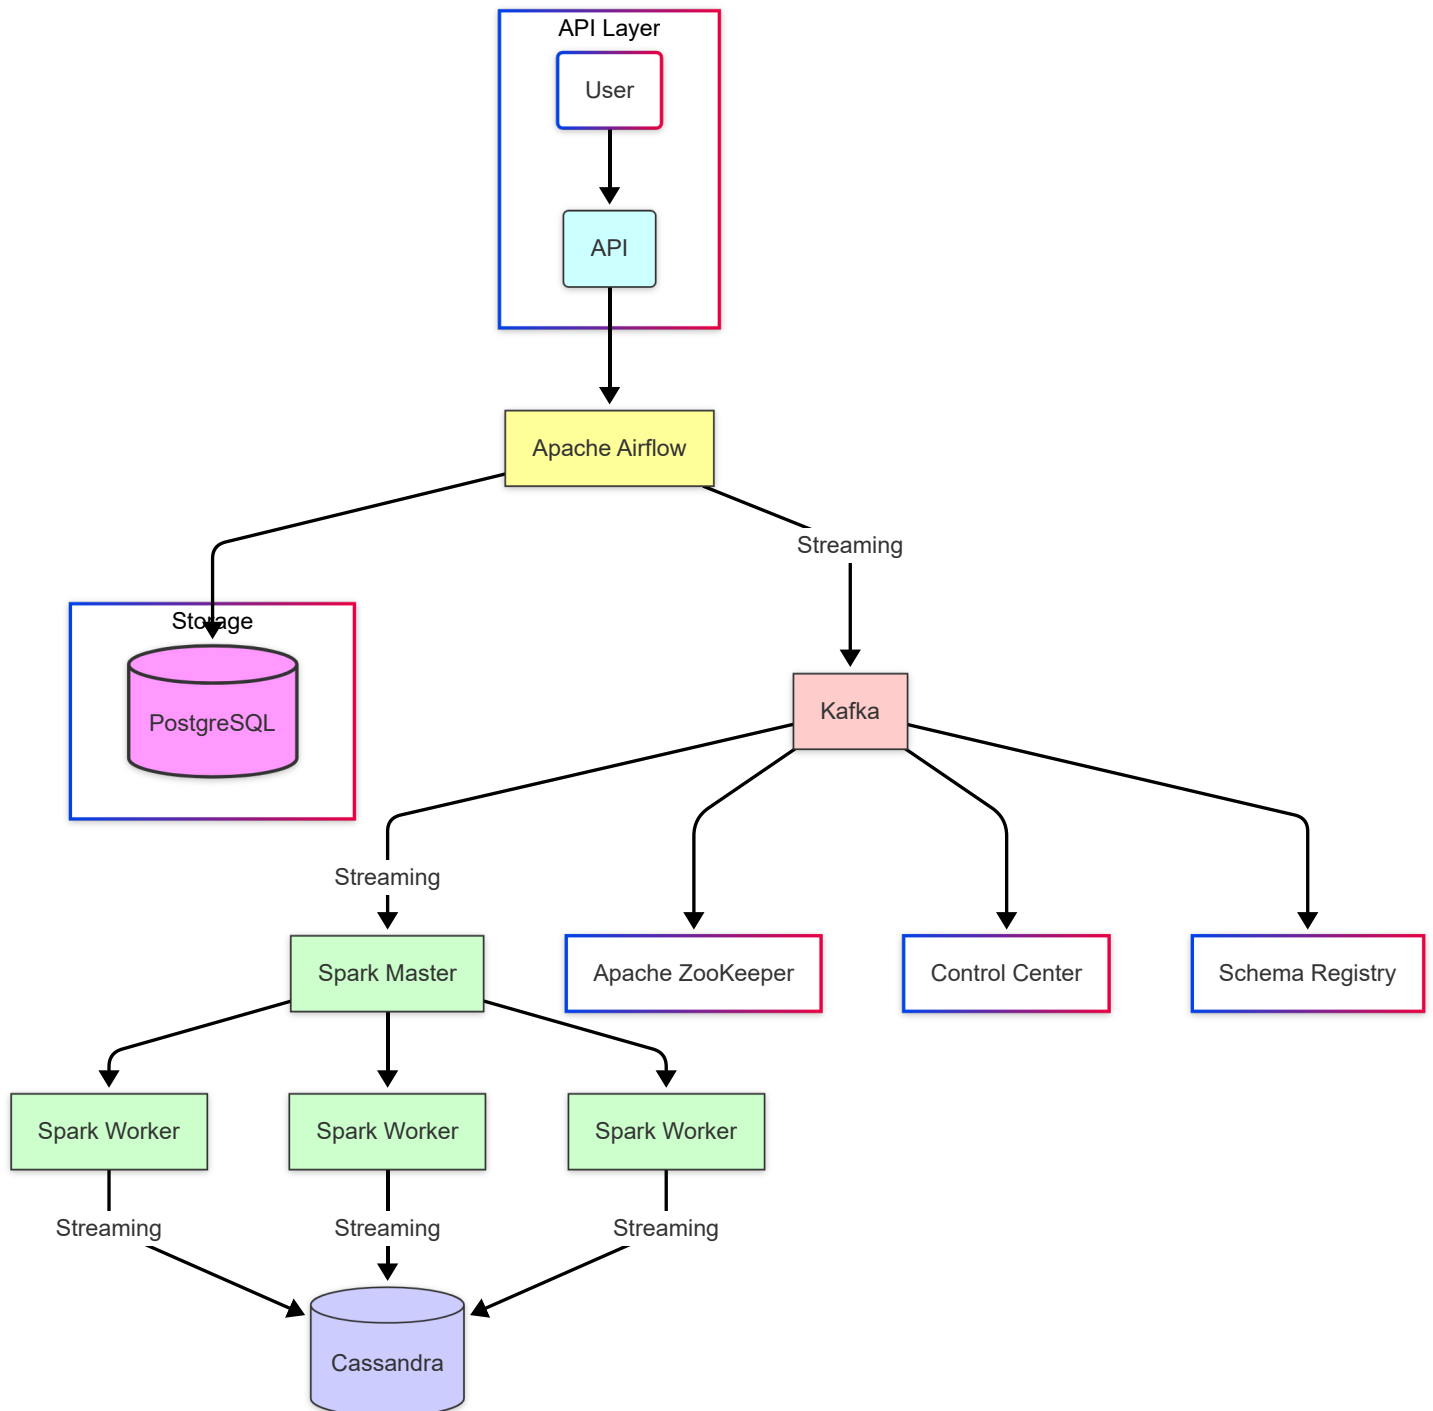 API Layer
User
API
Apache Airflow
Streaming
Storage
PostgreSQL
Kafka
Streaming
Spark Master
Apache ZooKeeper
Control Center
Schema Registry
Spark Worker
Spark Worker
Spark Worker
Streaming
Streaming
Streaming
Cassandra